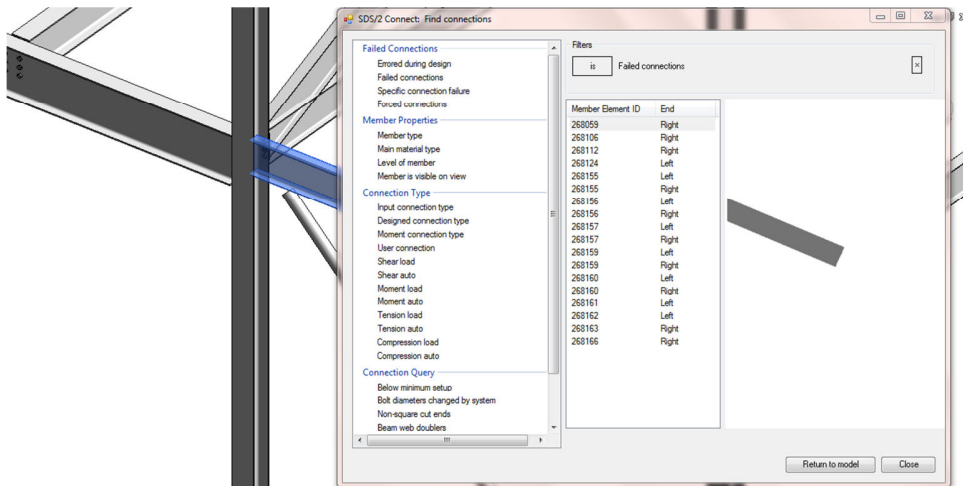 SDS/2 Connect: Find connections
Failed Connections
Errored during design
Failed connections
Specific connection failure
Forced connections
Member Properties
Member type
Main material type
Level of member
Member is visible on view
Connection Type
Input connection type
Designed connection type
Moment connection type
User connection
Shear load
Shear auto
Moment load
Moment auto
Tension load
Tension auto
Compression load
Compression auto
Connection Query
Below minimum setup
Bolt diameters changed by system
Non-square cut ends
Beam web doublers
Filters
is Failed connections
Member Element ID End
268059 Right
268106 Right
268112 Right
268124 Left
268155 Left
268155 Right
268156 Left
268156 Right
268157 Left
268157 Right
268159 Left
268159 Right
268160 Left
268160 Right
268161 Left
268162 Left
268163 Right
268166 Right
Return to model Close